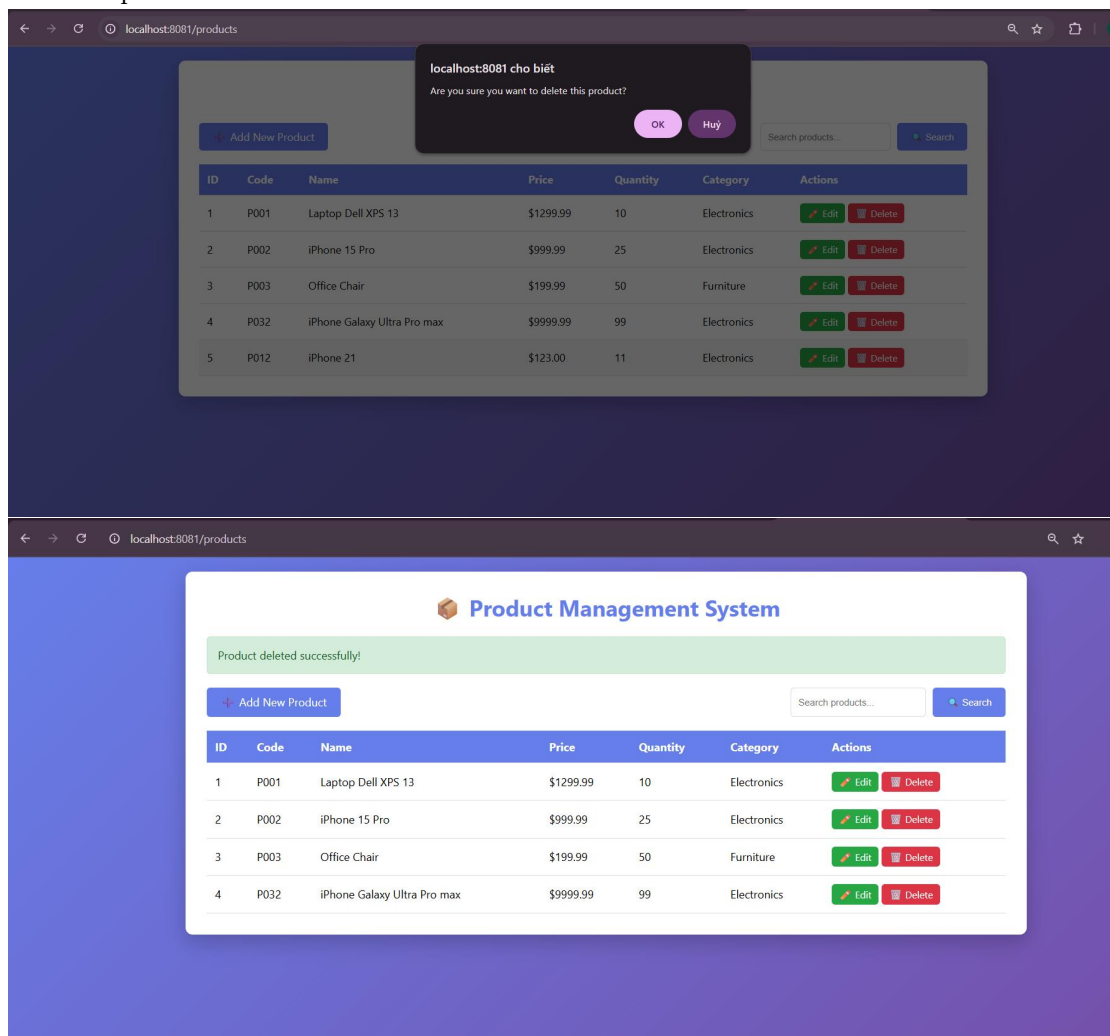 localhost:8081/products
localhost:8081 cho biết
Are you sure you want to delete this product?
OK Huỷ
Add New Product Search products... Search
ID Code Name Price Quantity Category Actions
1 P001 Laptop Dell XPS 13 $1299.99 10 Electronics Edit Delete
2 P002 iPhone 15 Pro $999.99 25 Electronics Edit Delete
3 P003 Office Chair $199.99 50 Furniture Edit Delete
4 P032 iPhone Galaxy Ultra Pro max $9999.99 99 Electronics Edit Delete
5 P012 iPhone 21 $123.00 11 Electronics Edit Delete
localhost:8081/products
Product Management System
Product deleted successfully!
Add New Product Search products... Search
ID Code Name Price Quantity Category Actions
1 P001 Laptop Dell XPS 13 $1299.99 10 Electronics Edit Delete
2 P002 iPhone 15 Pro $999.99 25 Electronics Edit Delete
3 P003 Office Chair $199.99 50 Furniture Edit Delete
4 P032 iPhone Galaxy Ultra Pro max $9999.99 99 Electronics Edit Delete